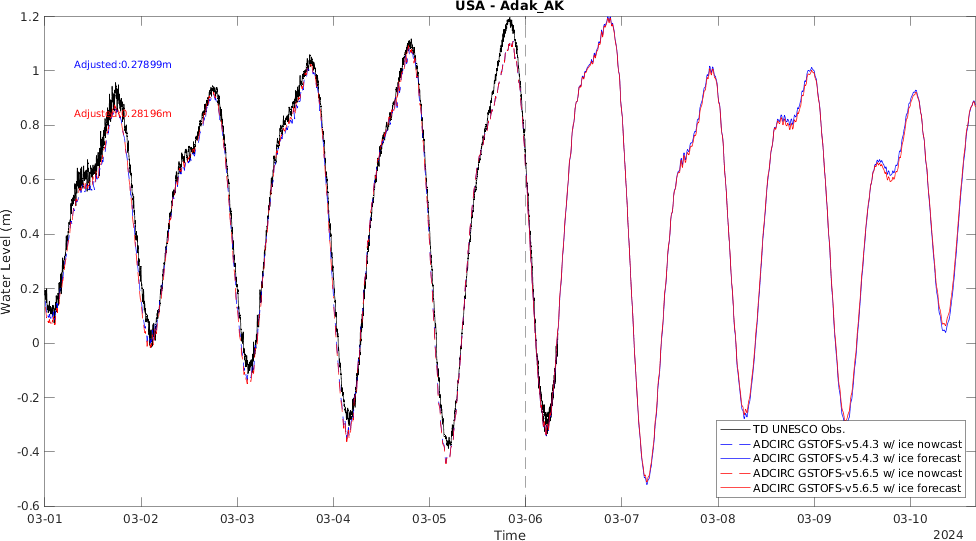 USA - Adak_AK
1.2
1
0.8
0.6
0.4
0.2
0
-0.2
-0.4
-0.6
Water Level (m)
Adjusted:0.27899m
Adjusted:0.28196m
TD UNESCO Obs.
ADCIRC GSTOFS-v5.4.3 w/ ice nowcast
ADCIRC GSTOFS-v5.4.3 w/ ice forecast
ADCIRC GSTOFS-v5.6.5 w/ ice nowcast
ADCIRC GSTOFS-v5.6.5 w/ ice forecast
03-01 03-02 03-03 03-04 03-05 03-06 03-07 03-08 03-09 03-10
Time
2024